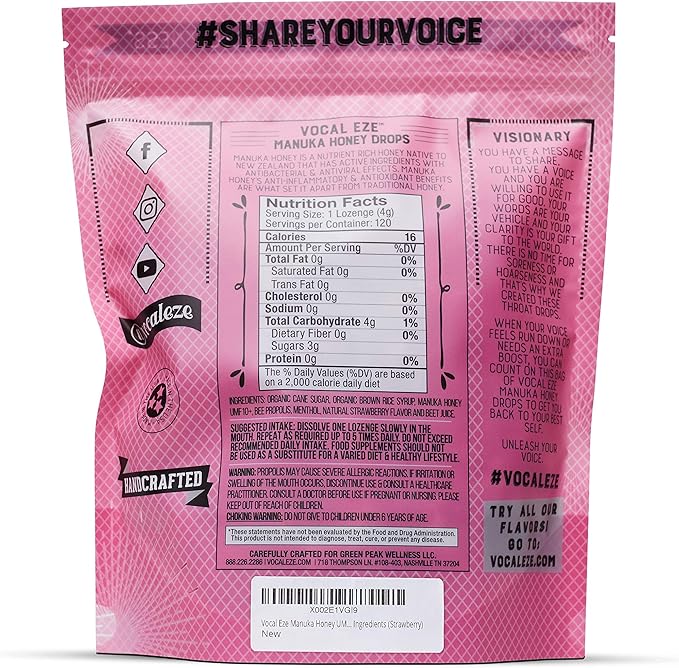 #SHAREYOURVOICE
VOCAL EZE™
MANUKA HONEY DROPS
MANUKA HONEY IS A NUTRIENT RICH HONEY NATIVE TO
NEW ZEALAND THAT HAS ACTIVE INGREDIENTS WITH
ANTIBACTERIAL & ANTIVIRAL EFFECTS. MANUKA
HONEY'S ANTI-INFLAMMATORY & ANTIOXIDANT BENEFITS
ARE WHAT SET IT APART FROM TRADITIONAL HONEY.
Nutrition Facts
Serving Size: 1 Lozenge (4g)
Servings per Container: 120
Calories 16
Amount Per Serving %DV
Total Fat 0g 0%
Saturated Fat 0g 0%
Trans Fat 0g
Cholesterol 0g 0%
Sodium 0g 0%
Total Carbohydrate 4g 1%
Dietary Fiber 0g 0%
Sugars 3g
Protein 0g 0%
The % Daily Values (%DV) are based
on a 2,000 calorie daily diet
INGREDIENTS: ORGANIC CANE SUGAR, ORGANIC BROWN RICE SYRUP, MANUKA HONEY
UMF 10+, BEE PROPOLIS, MENTHOL, NATURAL STRAWBERRY FLAVOR AND BEET JUICE.
SUGGESTED INTAKE: DISSOLVE ONE LOZENGE SLOWLY IN THE
MOUTH. REPEAT AS REQUIRED UP TO 5 TIMES DAILY. DO NOT EXCEED
RECOMMENDED DAILY INTAKE. FOOD SUPPLEMENTS SHOULD NOT
BE USED AS A SUBSTITUTE FOR A VARIED DIET & HEALTHY LIFESTYLE.
WARNING: PROPOLIS MAY CAUSE SEVERE ALLERGIC REACTIONS. IF IRRITATION OR
SWELLING OF THE MOUTH OCCURS, DISCONTINUE USE & CONSULT A HEALTHCARE
PRACTITIONER. CONSULT A DOCTOR BEFORE USE IF PREGNANT OR NURSING. PLEASE
KEEP OUT OF REACH OF CHILDREN.
CHOKING WARNING: DO NOT GIVE TO CHILDREN UNDER 6 YEARS OF AGE.
*These statements have not been evaluated by the Food and Drug Administration.
This product is not intended to diagnose, treat, cure, or prevent any disease.
CAREFULLY CRAFTED FOR GREEN PEAK WELLNESS LLC.
888.226.2286 | VOCALEZE.COM | 718 THOMPSON LN. #108-403, NASHVILLE TN 37204
X002E1VGI9
Vocal Eze Manuka Honey UM... Ingredients (Strawberry)
New
Vocaleze
HANDCRAFTED
VISIONARY
YOU HAVE A MESSAGE
TO SHARE,
YOU HAVE A VOICE
AND YOU ARE
WILLING TO USE IT
FOR GOOD. YOUR
WORDS ARE YOUR
VEHICLE AND YOUR
CLARITY IS YOUR GIFT
TO THE WORLD.
THERE IS NO TIME FOR
SORENESS OR
HOARSENESS AND
THAT'S WHY WE
CREATED THESE
THROAT DROPS.
WHEN YOUR VOICE
FEELS RUN DOWN OR
NEEDS AN EXTRA
BOOST, YOU CAN
COUNT ON THIS BAG
OF VOCALEZE
MANUKA HONEY
DROPS TO GET YOU
BACK TO YOUR BEST
SELF.
UNLEASH YOUR
VOICE.
#VOCALEZE
TRY ALL OUR
FLAVORS!
GO TO:
VOCALEZE.COM